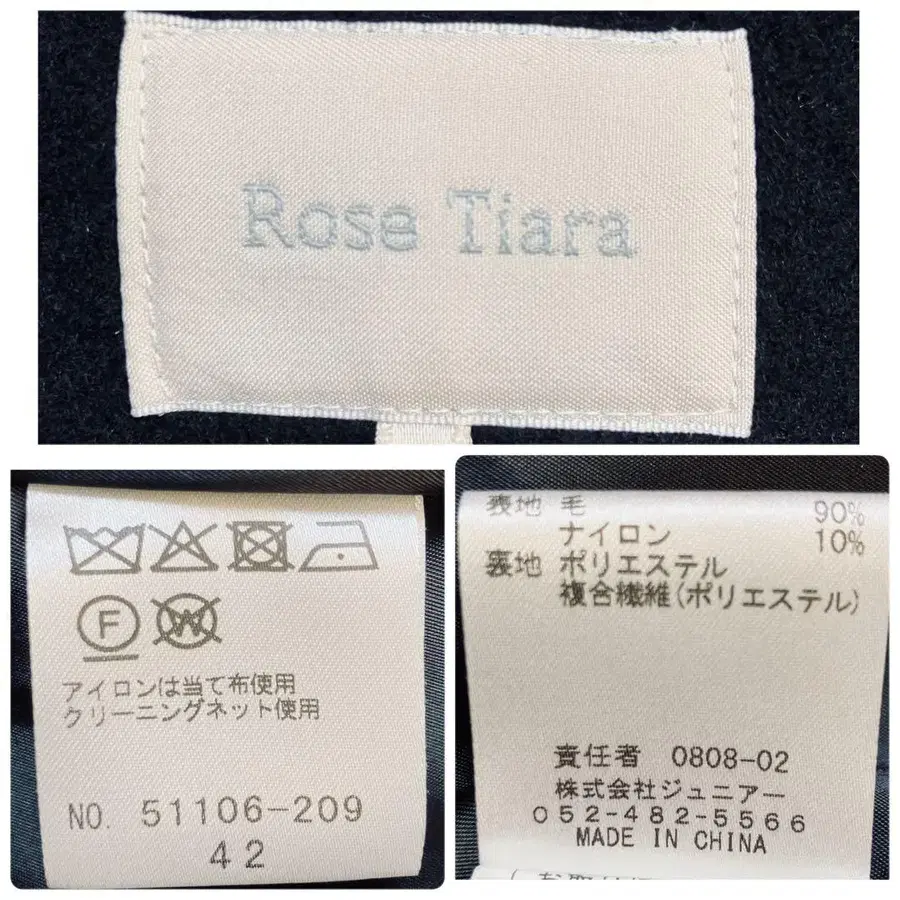 Rose Tiara
F
W
アイロンは当て布使用
クリーニングネット使用
NO. 51106-209
42
表地 毛 90%
ナイロン 10%
裏地 ポリエステル
複合繊維(ポリエステル)
責任者 0808-02
株式会社ジュニアー
052-482-5566
MADE IN CHINA